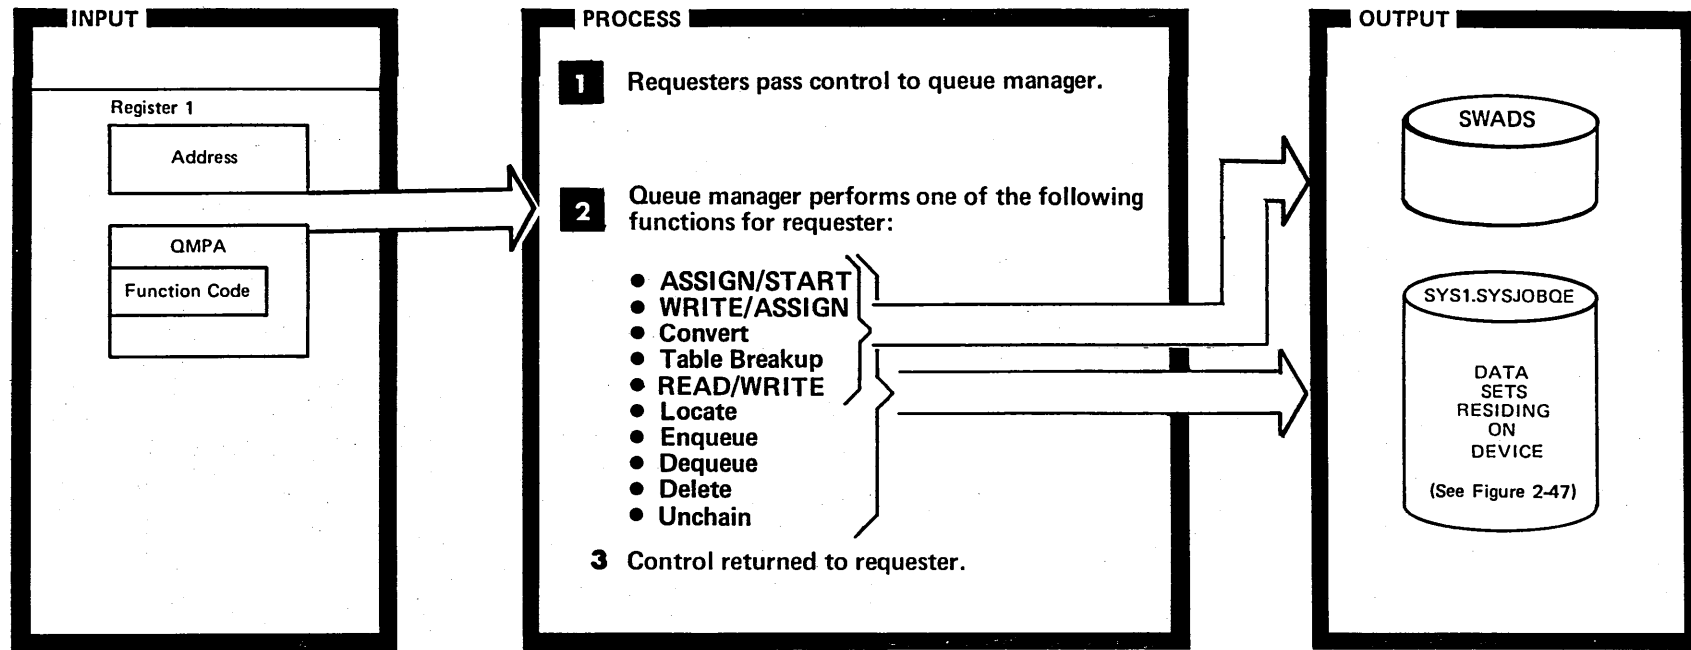 INPUT
Register 1
Address
QMPA
Function Code
PROCESS
1 Requesters pass control to queue manager.
2 Queue manager performs one of the following
functions for requester:
● ASSIGN/START
● WRITE/ASSIGN
● Convert
● Table Breakup
● READ/WRITE
● Locate
● Enqueue
● Dequeue
● Delete
● Unchain
3 Control returned to requester.
OUTPUT
SWADS
SYS1.SYSJOBQE
DATA
SETS
RESIDING
ON
DEVICE
(See Figure 2-47)